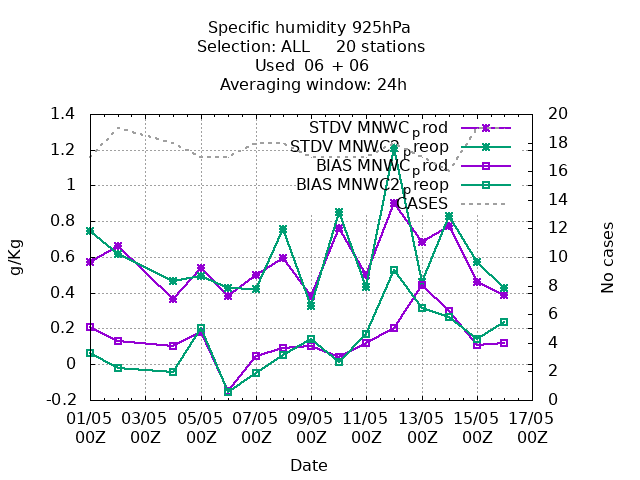 Specific humidity 925hPa
Selection: ALL 20 stations
Used 06 + 06
Averaging window: 24h
STDV MNWC_prod
STDV MNWC2_preop
BIAS MNWC_prod
BIAS MNWC2_preop
CASES
1.4
1.2
1
0.8
0.6
0.4
0.2
0
-0.2
g/Kg
20
18
16
14
12
10
8
6
4
2
0
No cases
01/05 03/05 05/05 07/05 09/05 11/05 13/05 15/05 17/05
00Z 00Z 00Z 00Z 00Z 00Z 00Z 00Z 00Z
Date